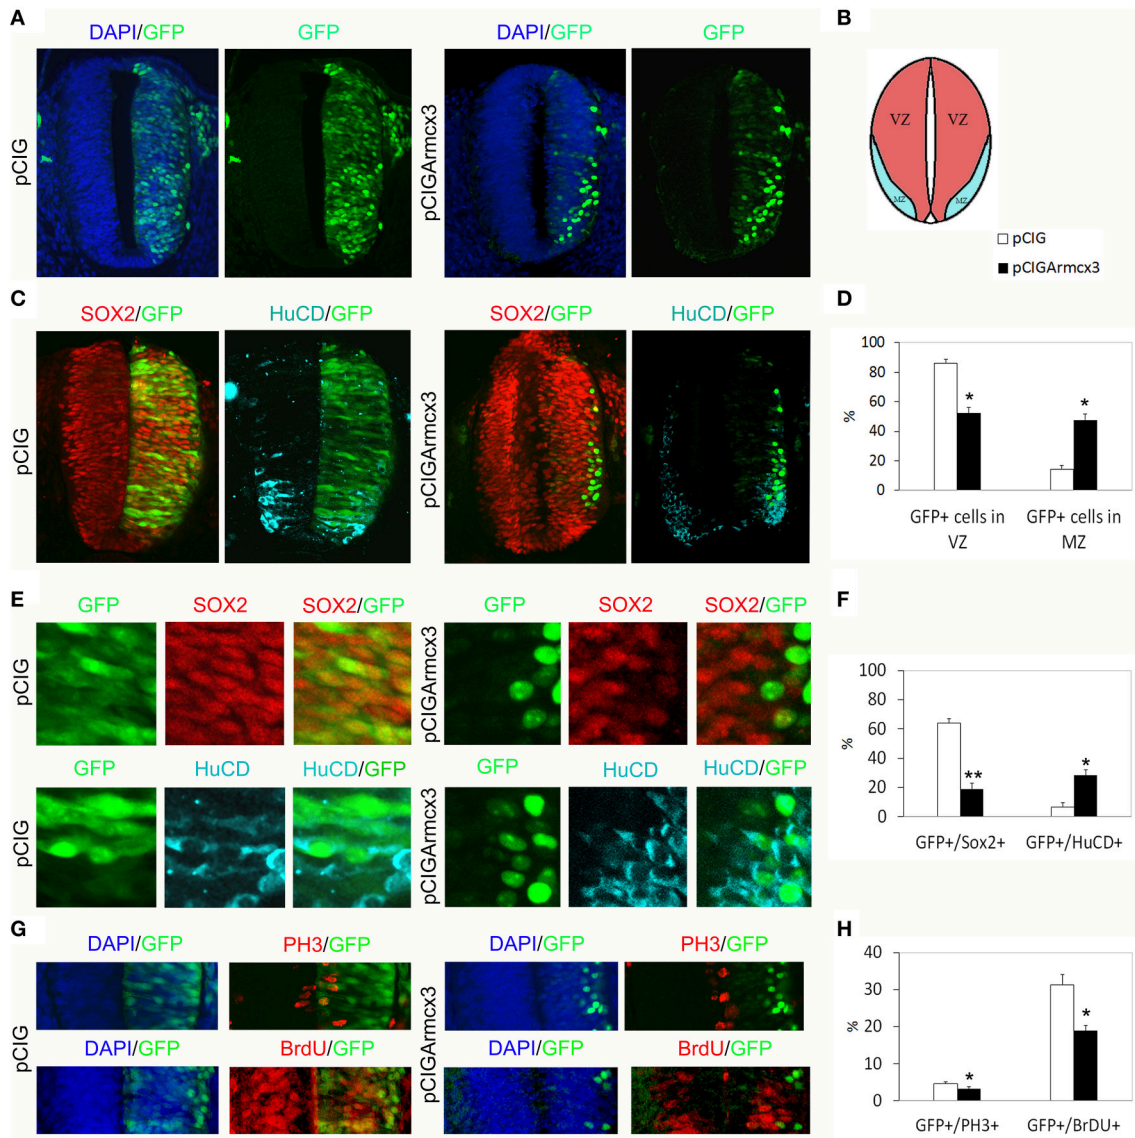 A
DAPI/GFP
GFP
DAPI/GFP
GFP
pCIG
pCIGArmcx3
B
VZ
VZ
MZ
MZ
pCIG
pCIGArmcx3
C
SOX2/GFP
HuCD/GFP
SOX2/GFP
HuCD/GFP
pCIG
pCIGArmcx3
D
100
80
60
40
20
0
%
*
*
GFP+ cells in
VZ
GFP+ cells in
MZ
E
GFP
SOX2
SOX2/GFP
GFP
SOX2
SOX2/GFP
pCIG
pCIGArmcx3
GFP
HuCD
HuCD/GFP
GFP
HuCD
HuCD/GFP
pCIG
pCIGArmcx3
F
100
80
60
40
20
0
%
**
*
GFP+/Sox2+
GFP+/HuCD+
G
DAPI/GFP
PH3/GFP
DAPI/GFP
PH3/GFP
pCIG
pCIGArmcx3
DAPI/GFP
BrdU/GFP
DAPI/GFP
BrdU/GFP
H
40
30
20
10
0
%
*
*
GFP+/PH3+
GFP+/BrDU+